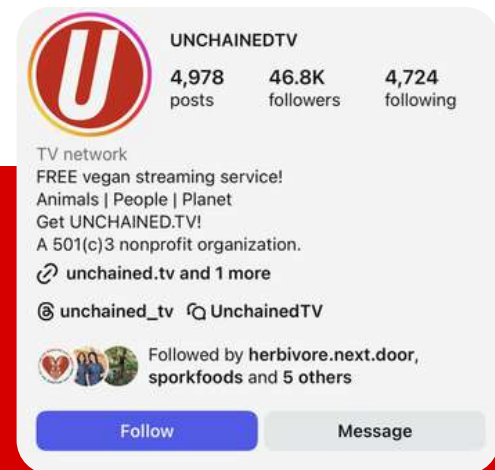 U
UNCHAINEDTV
4,978 46.8K 4,724
posts followers following
TV network
FREE vegan streaming service!
Animals | People | Planet
Get UNCHAINED.TV!
A 501(c)3 nonprofit organization.
unchained.tv and 1 more
unchained_tv UnchainedTV
Followed by herbivore.next.door,
sporkfoods and 5 others
Follow Message